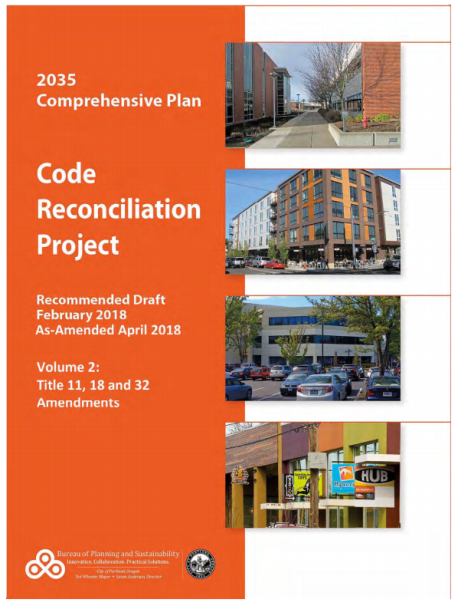 2035
Comprehensive Plan
Code
Reconciliation
Project
Recommended Draft
February 2018
As-Amended April 2018
Volume 2:
Title 11, 18 and 32
Amendments
HUB
Bureau of Planning and Sustainability
Innovation. Collaboration. Practical Solutions.
City of Portland, Oregon
Ted Wheeler, Mayor • Susan Anderson, Director